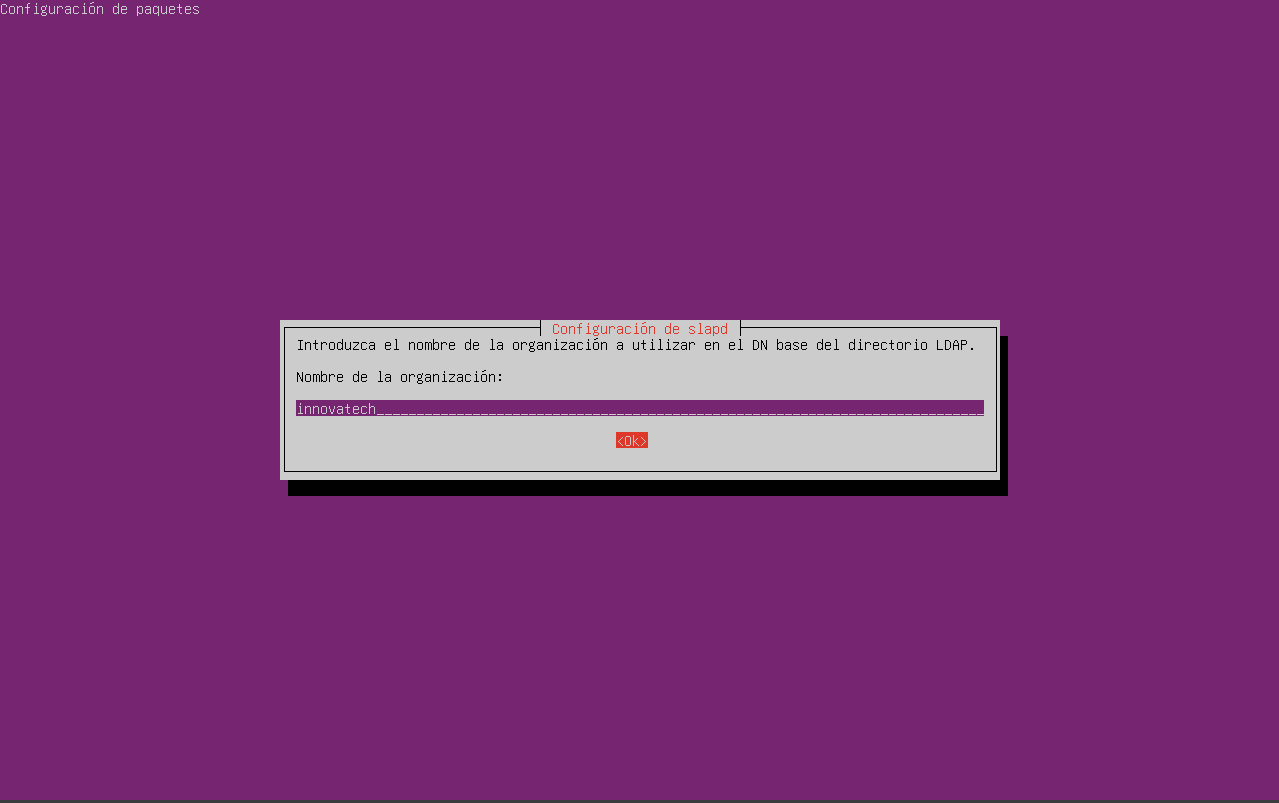 Configuración de paquetes
Configuración de slapd
Introduzca el nombre de la organización a utilizar en el DN base del directorio LDAP.
Nombre de la organización:
innovatech
<Ok>